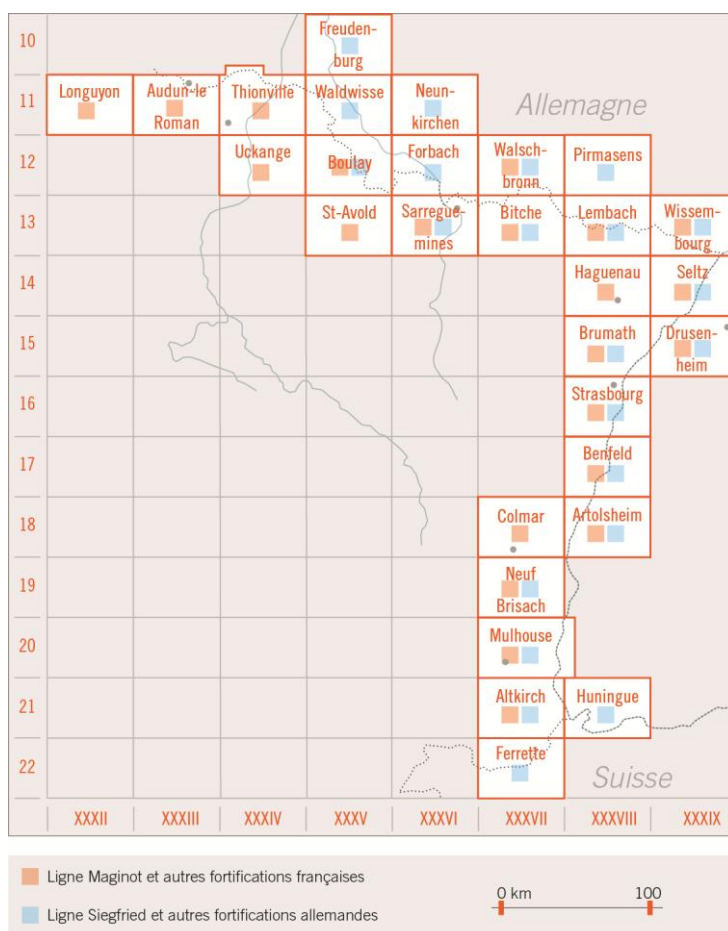 10
Freuden-
burg
11
Longuyon
Audun-le
Roman
Thionville
Waldwisse
Neun-
kirchen
Allemagne
12
Uckange
Boulay
Forbach
Walsch-
bronn
Pirmasens
13
St-Avold
Sarregue-
mines
Bitche
Lembach
Wissem-
bourg
14
Haguenau
Seltz
15
Brumath
Drusen-
heim
16
Strasbourg
17
Benfeld
18
Colmar
Artolsheim
19
Neuf
Brisach
20
Mulhouse
21
Altkirch
Huningue
22
Ferrette
Suisse
XXXII XXXIII XXXIV XXXV XXXVI XXXVII XXXVIII XXXIX
Ligne Maginot et autres fortifications françaises
Ligne Siegfried et autres fortifications allemandes
0 km 100